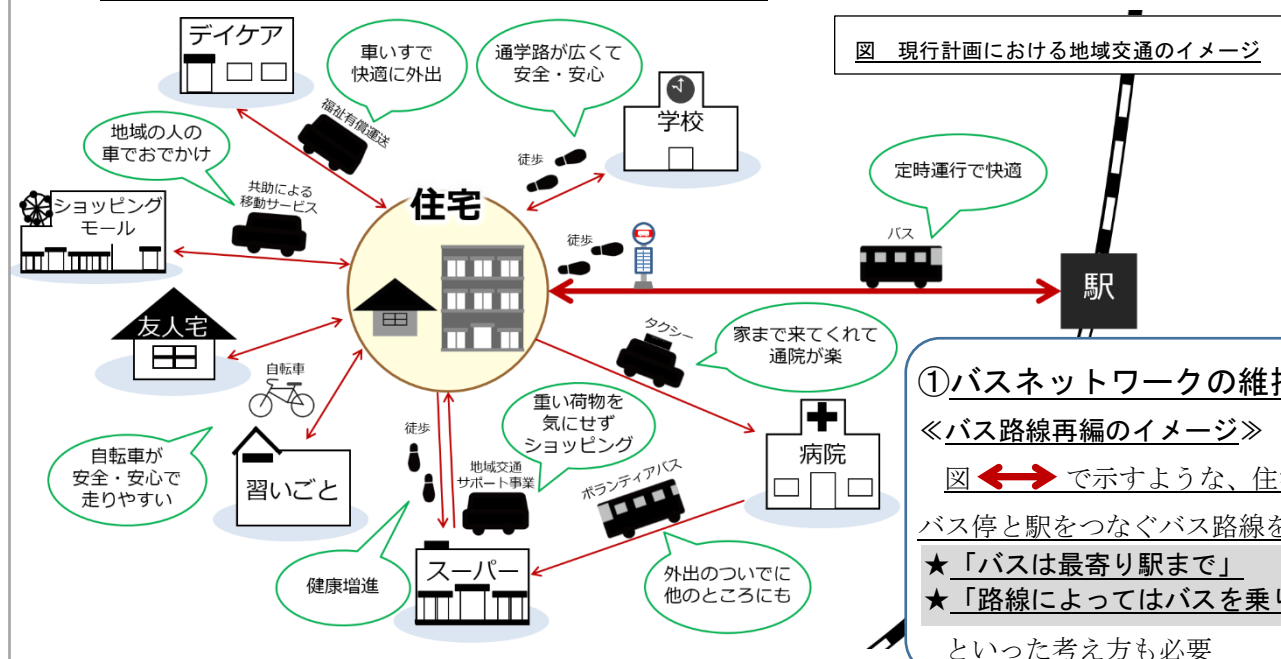 図　現行計画における地域交通のイメージ
デイケア
車いすで
快適に外出
通学路が広くて
安全・安心
福祉有償運送
学校
地域の人の
車でおでかけ
徒歩
定時運行で快適
共助による
移動サービス
住宅
ショッピング
モール
徒歩
バス
駅
友人宅
タクシー
家まで来てくれて
通院が楽
自転車
重い荷物を
気にせず
ショッピング
徒歩
病院
自転車が
安全・安心で
走りやすい
習いごと
地域交通
サポート事業
ボランティアバス
健康増進
スーパー
外出のついでに
他のところにも
①バスネットワークの維
≪バス路線再編のイメージ≫
図 で示すような、住
バス停と駅をつなぐバス路線を
★「バスは最寄り駅まで」
★「路線によってはバスを乗り
といった考え方も必要